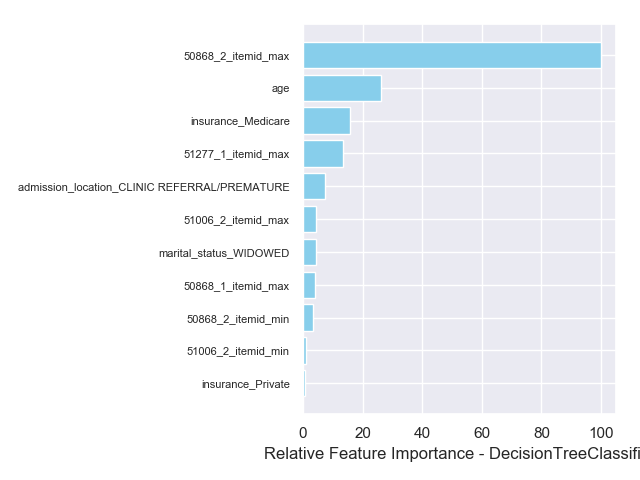 50868_2_itemid_max
age
insurance_Medicare
51277_1_itemid_max
admission_location_CLINIC REFERRAL/PREMATURE
51006_2_itemid_max
marital_status_WIDOWED
50868_1_itemid_max
50868_2_itemid_min
51006_2_itemid_min
insurance_Private
0 20 40 60 80 100
Relative Feature Importance - DecisionTreeClassifi